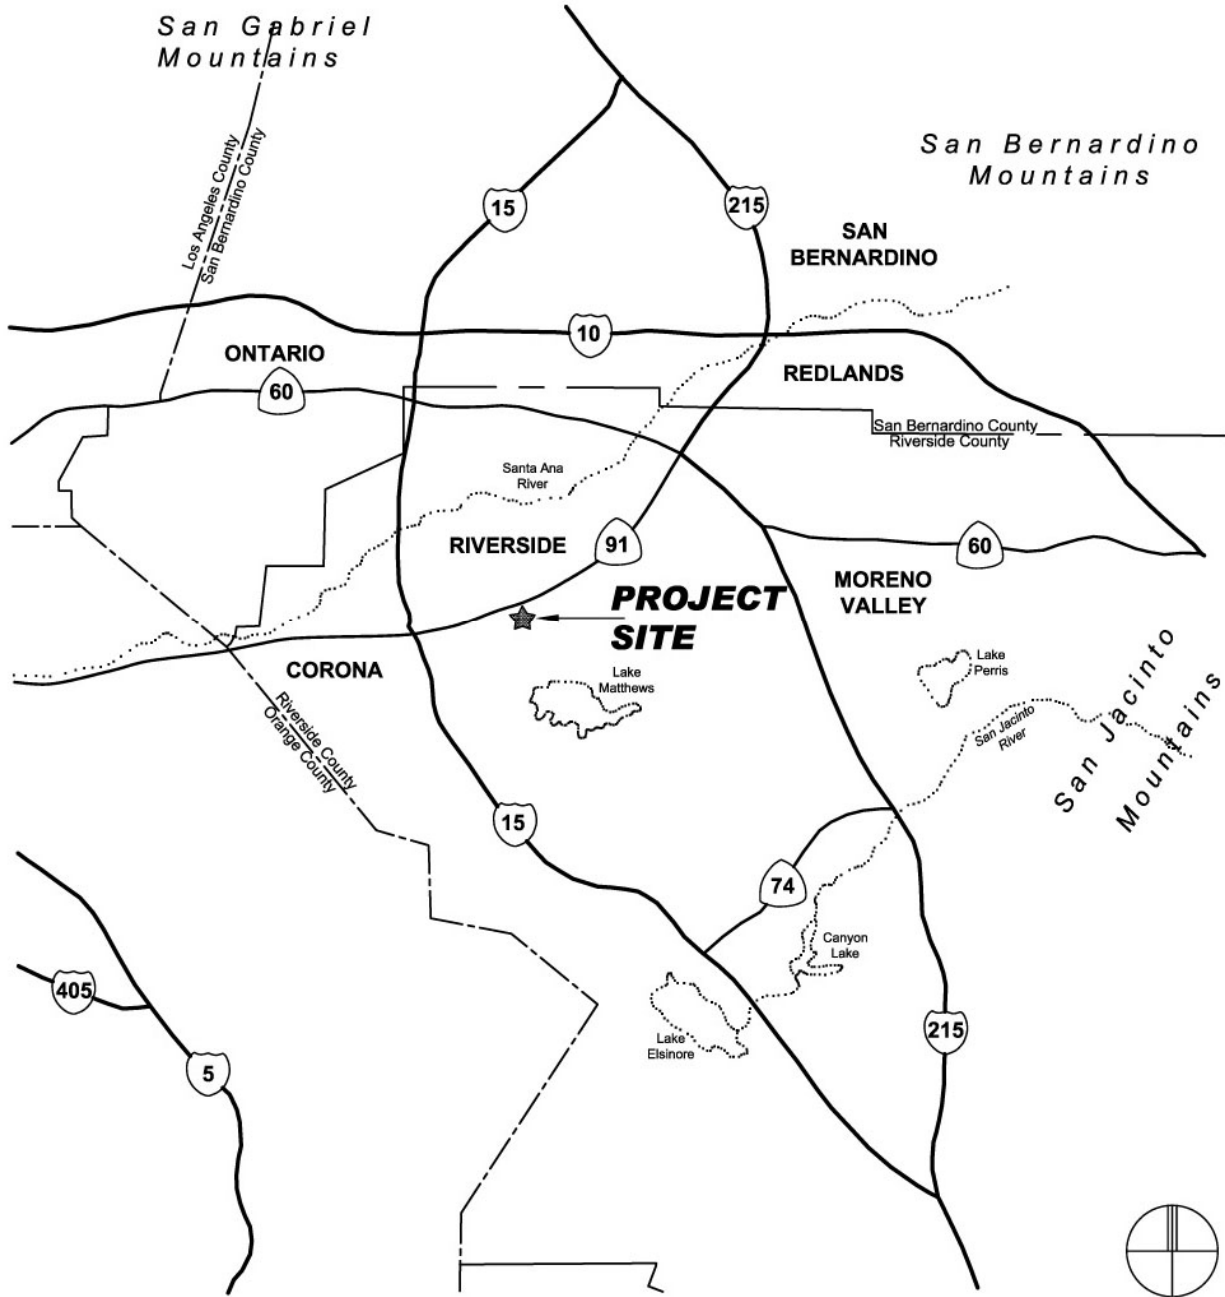 San Gabriel
Mountains
San Bernardino
Mountains
Los Angeles County
San Bernardino County
15
215
SAN
BERNARDINO
10
ONTARIO
60
REDLANDS
San Bernardino County
Riverside County
Santa Ana
River
RIVERSIDE
91
60
MORENO
VALLEY
PROJECT
SITE
CORONA
Lake
Matthews
Lake
Perris
San Jacinto
River
San Jacinto
Mountains
Riverside County
Orange County
15
74
Canyon
Lake
405
215
Lake
Elsinore
5